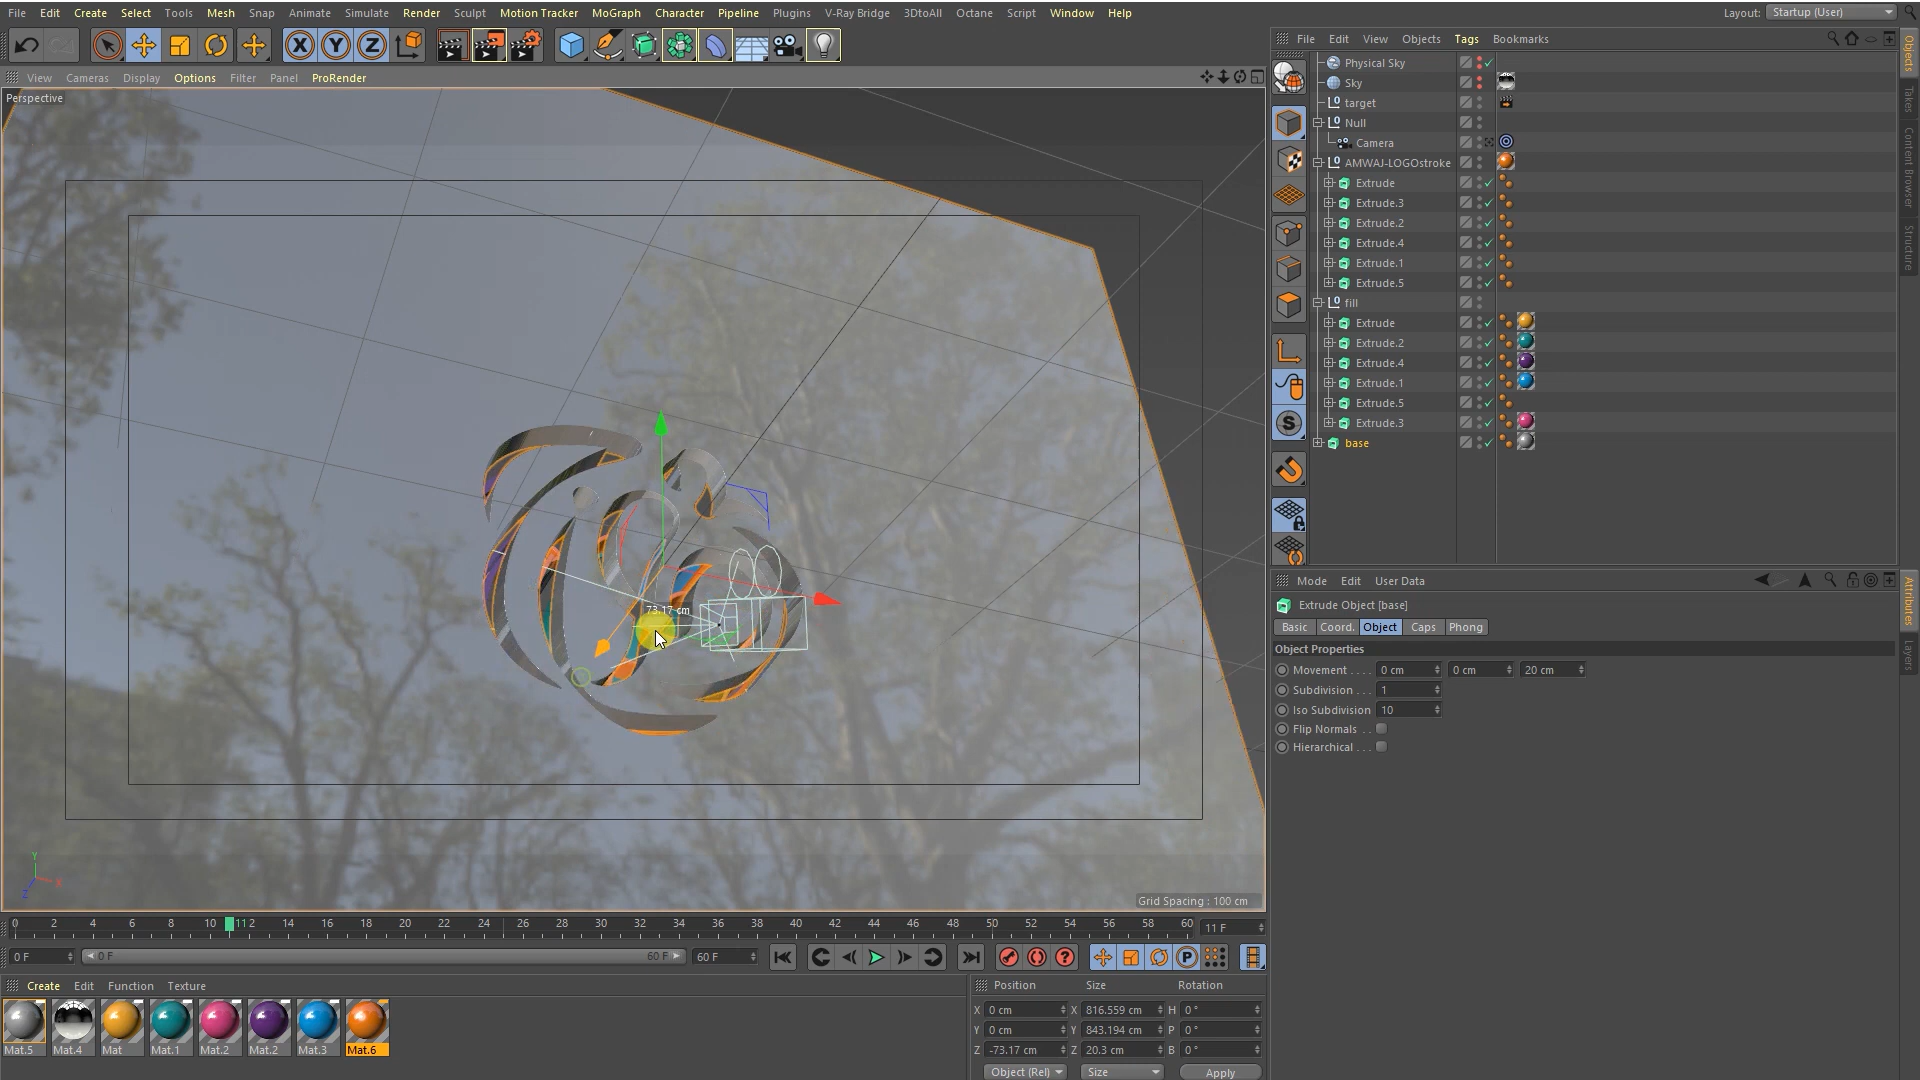 File Edit Create Select Tools Mesh Snap Animate Simulate Render Sculpt Motion Tracker MoGraph Character Pipeline Plugins V-Ray Bridge 3DtoAll Octane Script Window Help Layout: Startup (User)
File Edit View Objects Tags Bookmarks
View Cameras Display Options Filter Panel ProRender
Perspective
Physical Sky
Sky
target
Null
Camera
AMWAJ-LOGOstroke
Extrude
Extrude.3
Extrude.2
Extrude.4
Extrude.1
Extrude.5
fill
Extrude
Extrude.2
Extrude.4
Extrude.1
Extrude.5
Extrude.3
base
Objects
Takes
Content Browser
Structure
Mode Edit User Data
Extrude Object [base]
Basic Coord. Object Caps Phong
Object Properties
Movement . . . . 0 cm 0 cm 20 cm
Subdivision . . . 1
Iso Subdivision 10
Flip Normals . .
Hierarchical . . .
Attributes
Layers
73.17 cm
Y
X
Z
Grid Spacing : 100 cm
0 2 4 6 8 10 11 2 14 16 18 20 22 24 26 28 30 32 34 36 38 40 42 44 46 48 50 52 54 56 58 60 11 F
0 F 0 F 60 F 60 F
Create Edit Function Texture
Mat.5 Mat.4 Mat Mat.1 Mat.2 Mat.2 Mat.3 Mat.6
Position Size Rotation
X 0 cm X 816.559 cm H 0 °
Y 0 cm Y 843.194 cm P 0 °
Z -73.17 cm Z 20.3 cm B 0 °
Object (Rel) Size Apply